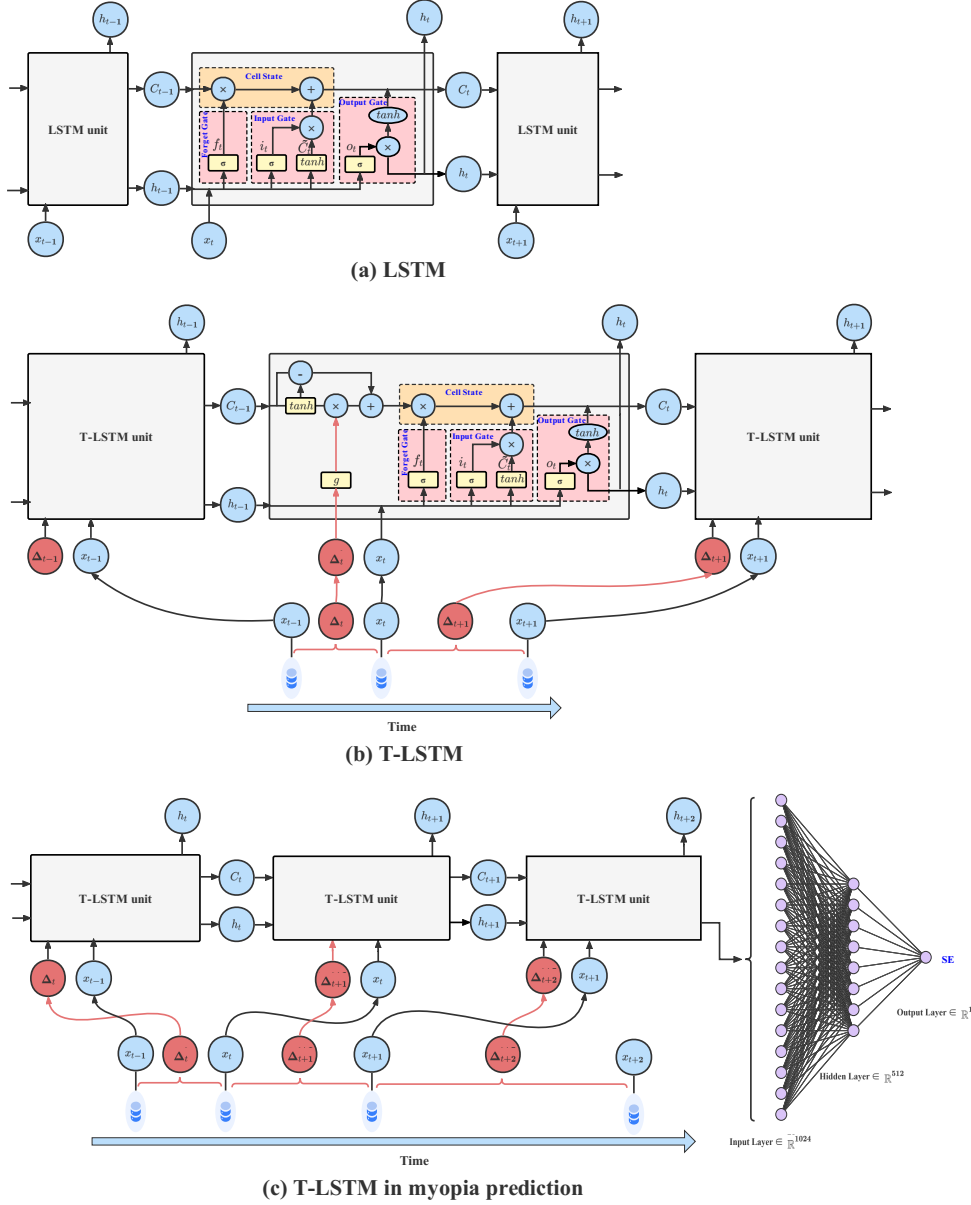 h_{t-1}
h_t
h_{t+1}
LSTM unit
C_{t-1}
Cell State
×
+
Forget Gate
f_t
σ
Input Gate
i_t
σ
×
C̃_t
tanh
Output Gate
o_t
σ
tanh
×
C_t
LSTM unit
h_{t-1}
h_t
x_{t-1}
x_t
x_{t+1}
(a) LSTM
h_{t-1}
h_t
h_{t+1}
T-LSTM unit
C_{t-1}
-
tanh
×
+
g
Cell State
×
+
Forget Gate
f_t
σ
Input Gate
i_t
σ
×
C̃_t
tanh
Output Gate
o_t
σ
tanh
×
C_t
T-LSTM unit
h_{t-1}
h_t
Δ_{t-1}
x_{t-1}
Δ_t
x_t
Δ_{t+1}
x_{t+1}
x_{t-1}
Δ_t
x_t
Δ_{t+1}
x_{t+1}
Time
(b) T-LSTM
h_t
h_{t+1}
h_{t+2}
T-LSTM unit
C_t
T-LSTM unit
C_{t+1}
T-LSTM unit
h_t
h_{t+1}
Δ_t
x_{t-1}
Δ_{t+1}
x_t
Δ_{t+2}
x_{t+1}
x_{t-1}
Δ_t
x_t
Δ_{t+1}
x_{t+1}
Δ_{t+2}
x_{t+2}
Time
SE
Output Layer ∈ ℝ¹
Hidden Layer ∈ ℝ⁵¹²
Input Layer ∈ ℝ¹⁰²⁴
(c) T-LSTM in myopia prediction